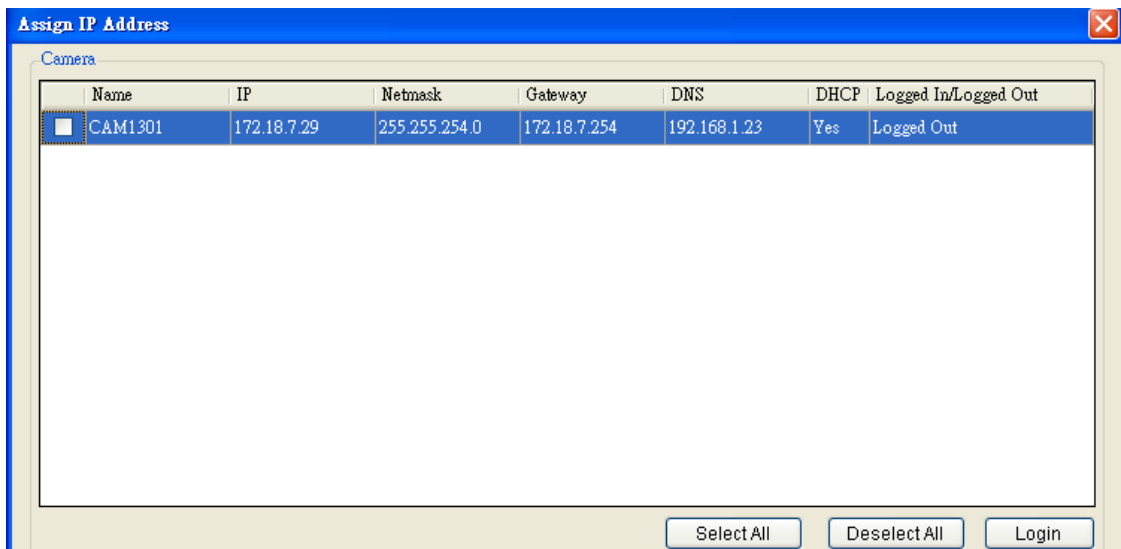 Assign IP Address
Camera
Name IP Netmask Gateway DNS DHCP Logged In/Logged Out
CAM1301 172.18.7.29 255.255.254.0 172.18.7.254 192.168.1.23 Yes Logged Out
Select All Deselect All Login